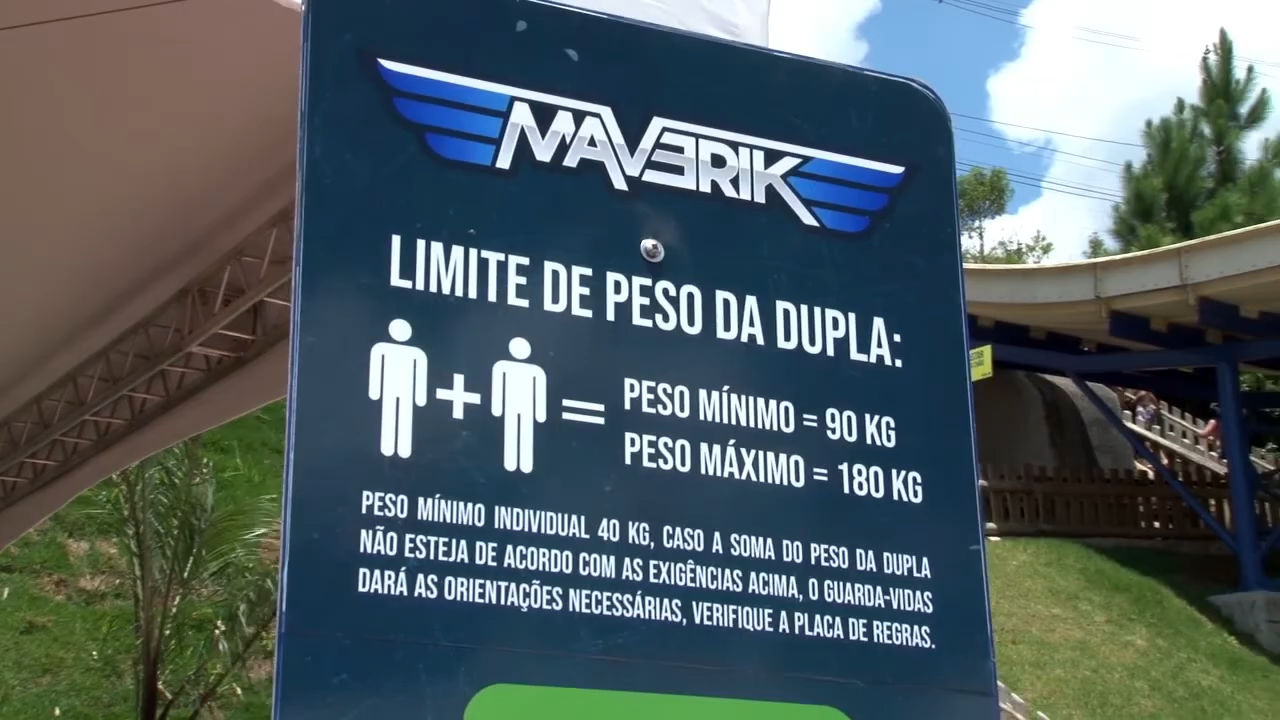 MAVERIK
LIMITE DE PESO DA DUPLA:
+ =
PESO MÍNIMO = 90 KG
PESO MÁXIMO = 180 KG
PESO MÍNIMO INDIVIDUAL 40 KG, CASO A SOMA DO PESO DA DUPLA
NÃO ESTEJA DE ACORDO COM AS EXIGÊNCIAS ACIMA, O GUARDA-VIDAS
DARÁ AS ORIENTAÇÕES NECESSÁRIAS, VERIFIQUE A PLACA DE REGRAS.